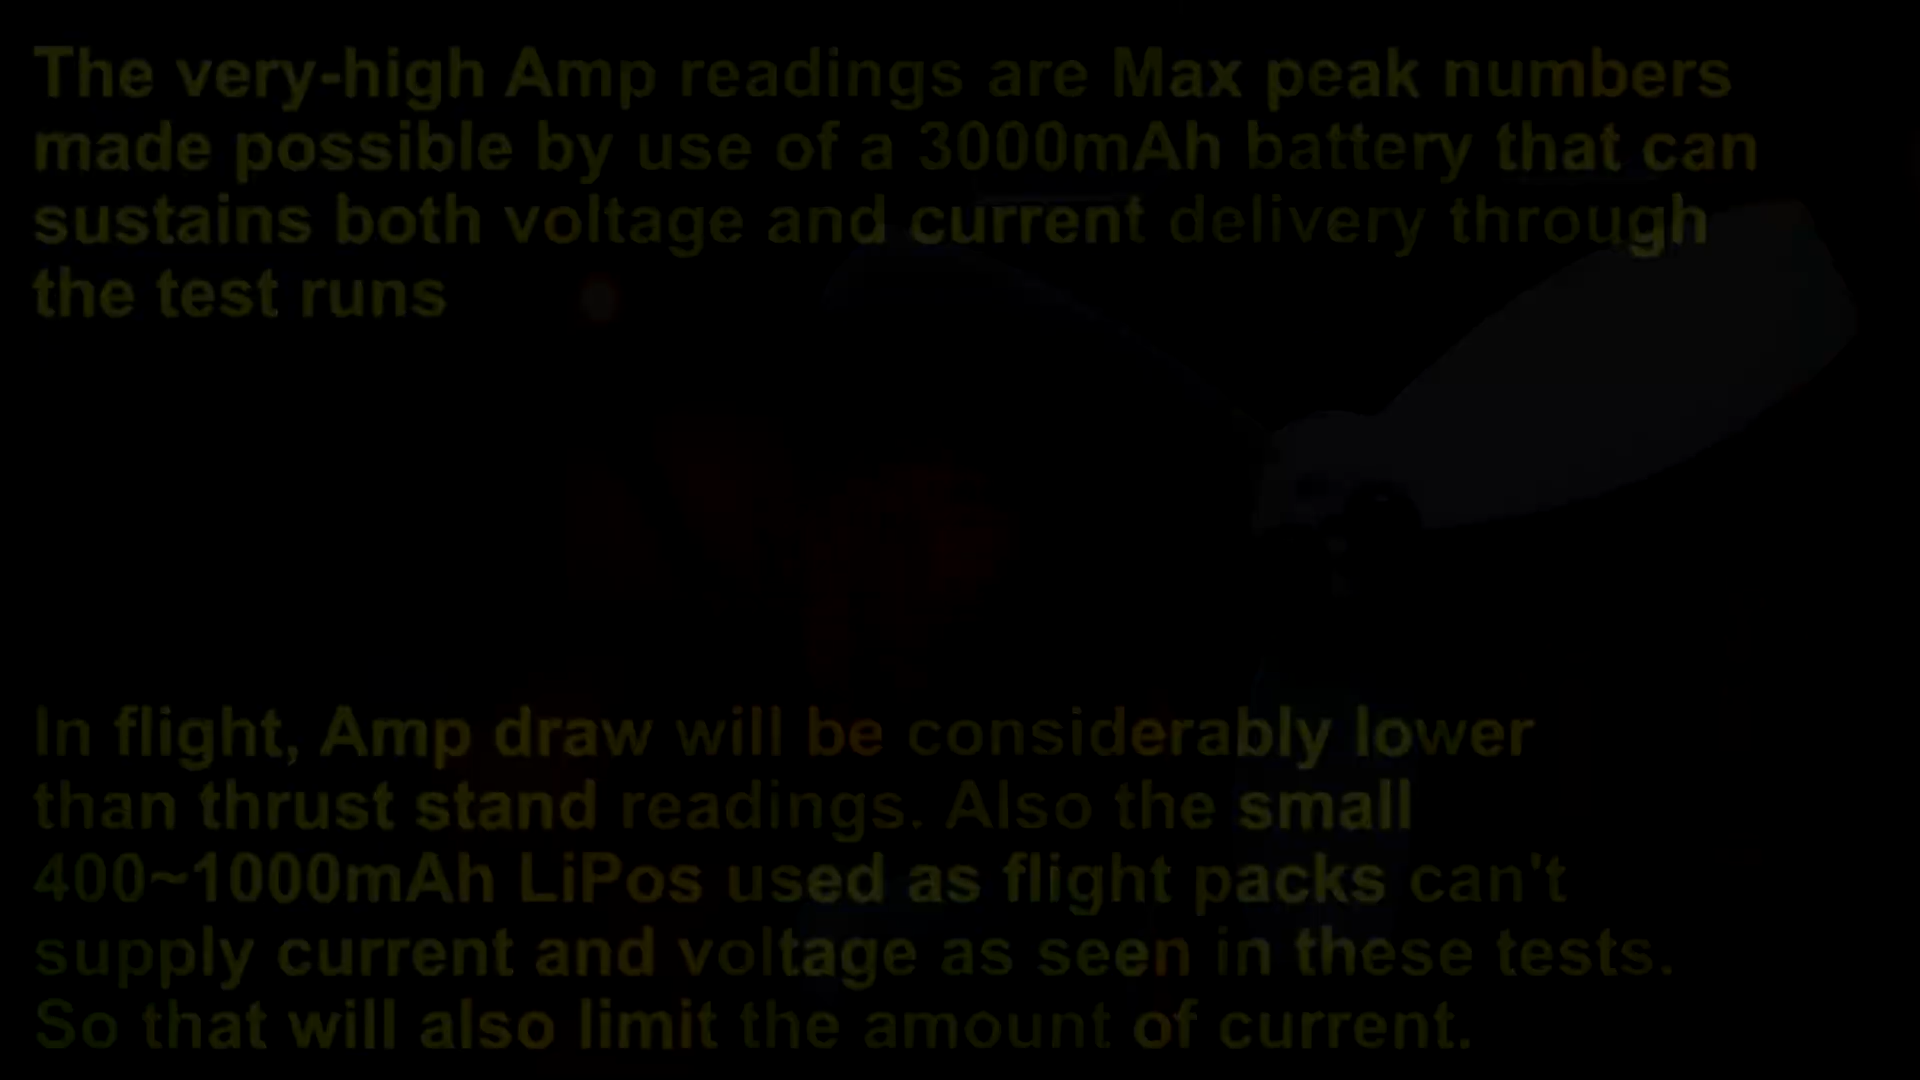 The very-high Amp readings are Max peak numbers
made possible by use of a 3000mAh battery that can
sustains both voltage and current delivery through
the test runs
In flight, Amp draw will be considerably lower
than thrust stand readings. Also the small
400~1000mAh LiPos used as flight packs can't
supply current and voltage as seen in these tests.
So that will also limit the amount of current.